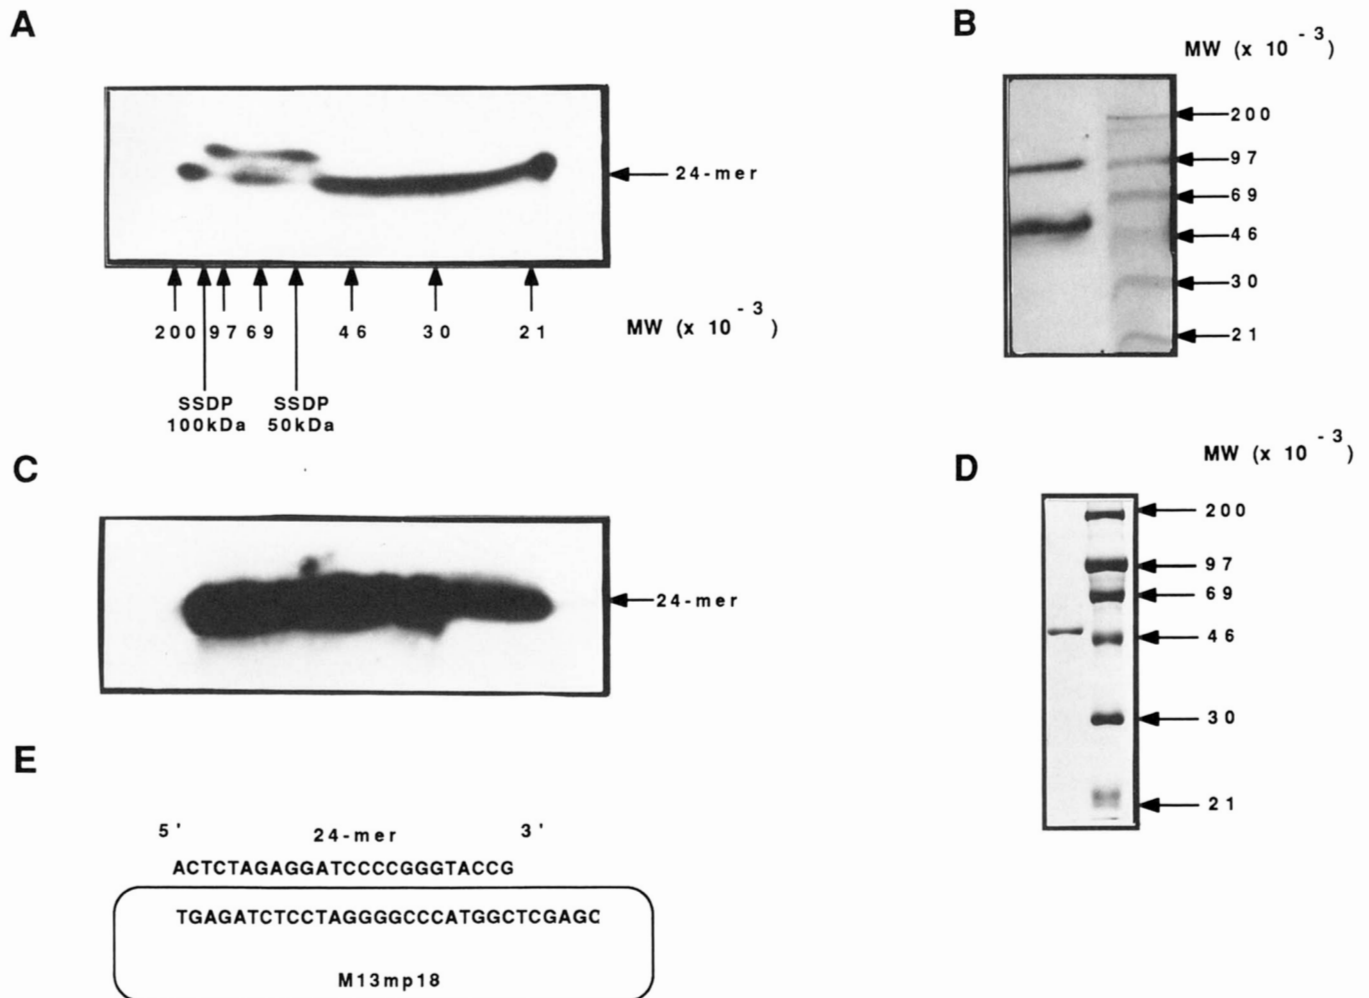 A
24-mer
200 97 69 46 30 21 MW (x 10 -3 )
SSDP SSDP
100kDa 50kDa
B
MW (x 10 -3 )
200
97
69
46
30
21
C
24-mer
D
MW (x 10 -3 )
200
97
69
46
30
21
E
5' 24-mer 3'
ACTCTAGAGGATCCCCGGGTACCG
TGAGATCTCCTAGGGGCCCATGGCTCGAGC
M13mp18